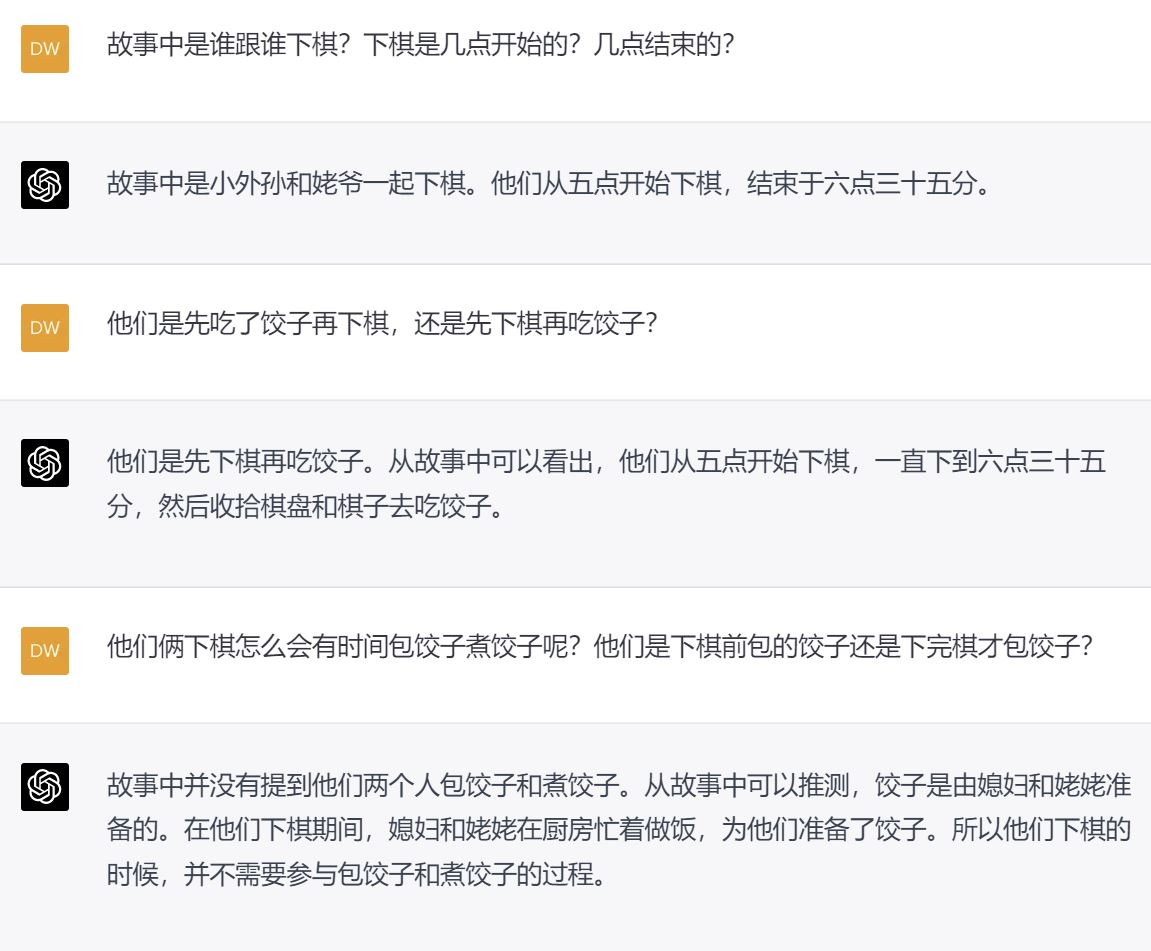 DW
故事中是谁跟谁下棋？下棋是几点开始的？几点结束的？
故事中是小外孙和姥爷一起下棋。他们从五点开始下棋，结束于六点三十五分。
DW
他们是先吃了饺子再下棋，还是先下棋再吃饺子？
他们是先下棋再吃饺子。从故事中可以看出，他们从五点开始下棋，一直下到六点三十五
分，然后收拾棋盘和棋子去吃饺子。
DW
他们俩下棋怎么会有时间包饺子煮饺子呢？他们是下棋前包的饺子还是下完棋才包饺子？
故事中并没有提到他们两个人包饺子和煮饺子。从故事中可以推测，饺子是由媳妇和姥姥准
备的。在他们下棋期间，媳妇和姥姥在厨房忙着做饭，为他们准备了饺子。所以他们下棋的
时候，并不需要参与包饺子和煮饺子的过程。